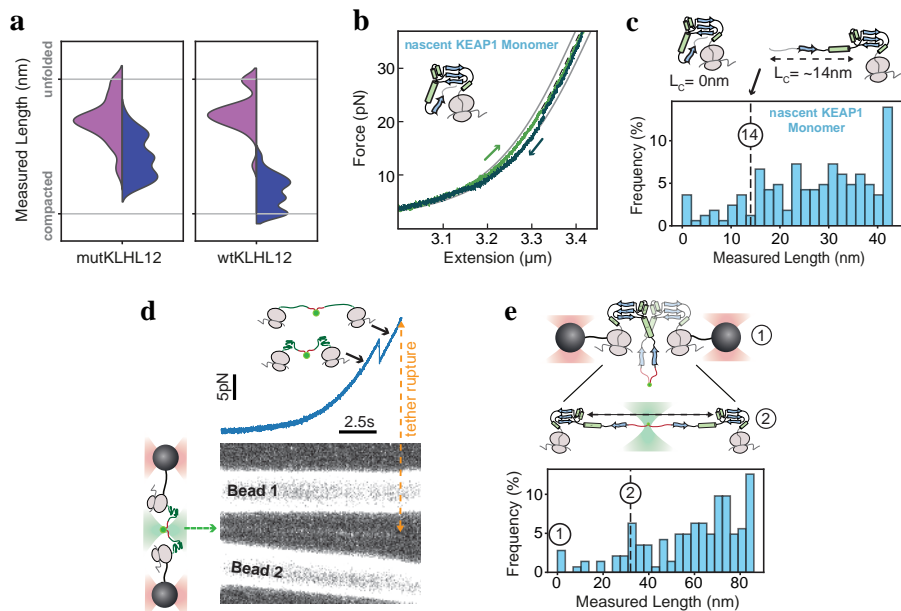 a
Measured Length (nm)
unfolded
compacted
mutKLHL12
wtKLHL12
b
nascent KEAP1 Monomer
Force (pN)
30
20
10
3.1
3.2
3.3
3.4
Extension (μm)
c
L_C= 0nm
L_C= ~14nm
nascent KEAP1
Monomer
14
Frequency (%)
10
5
0
0
10
20
30
40
Measured Length (nm)
d
5pN
2.5s
tether rupture
Bead 1
Bead 2
e
1
2
Frequency (%)
10
5
0
1
2
0
20
40
60
80
Measured Length (nm)